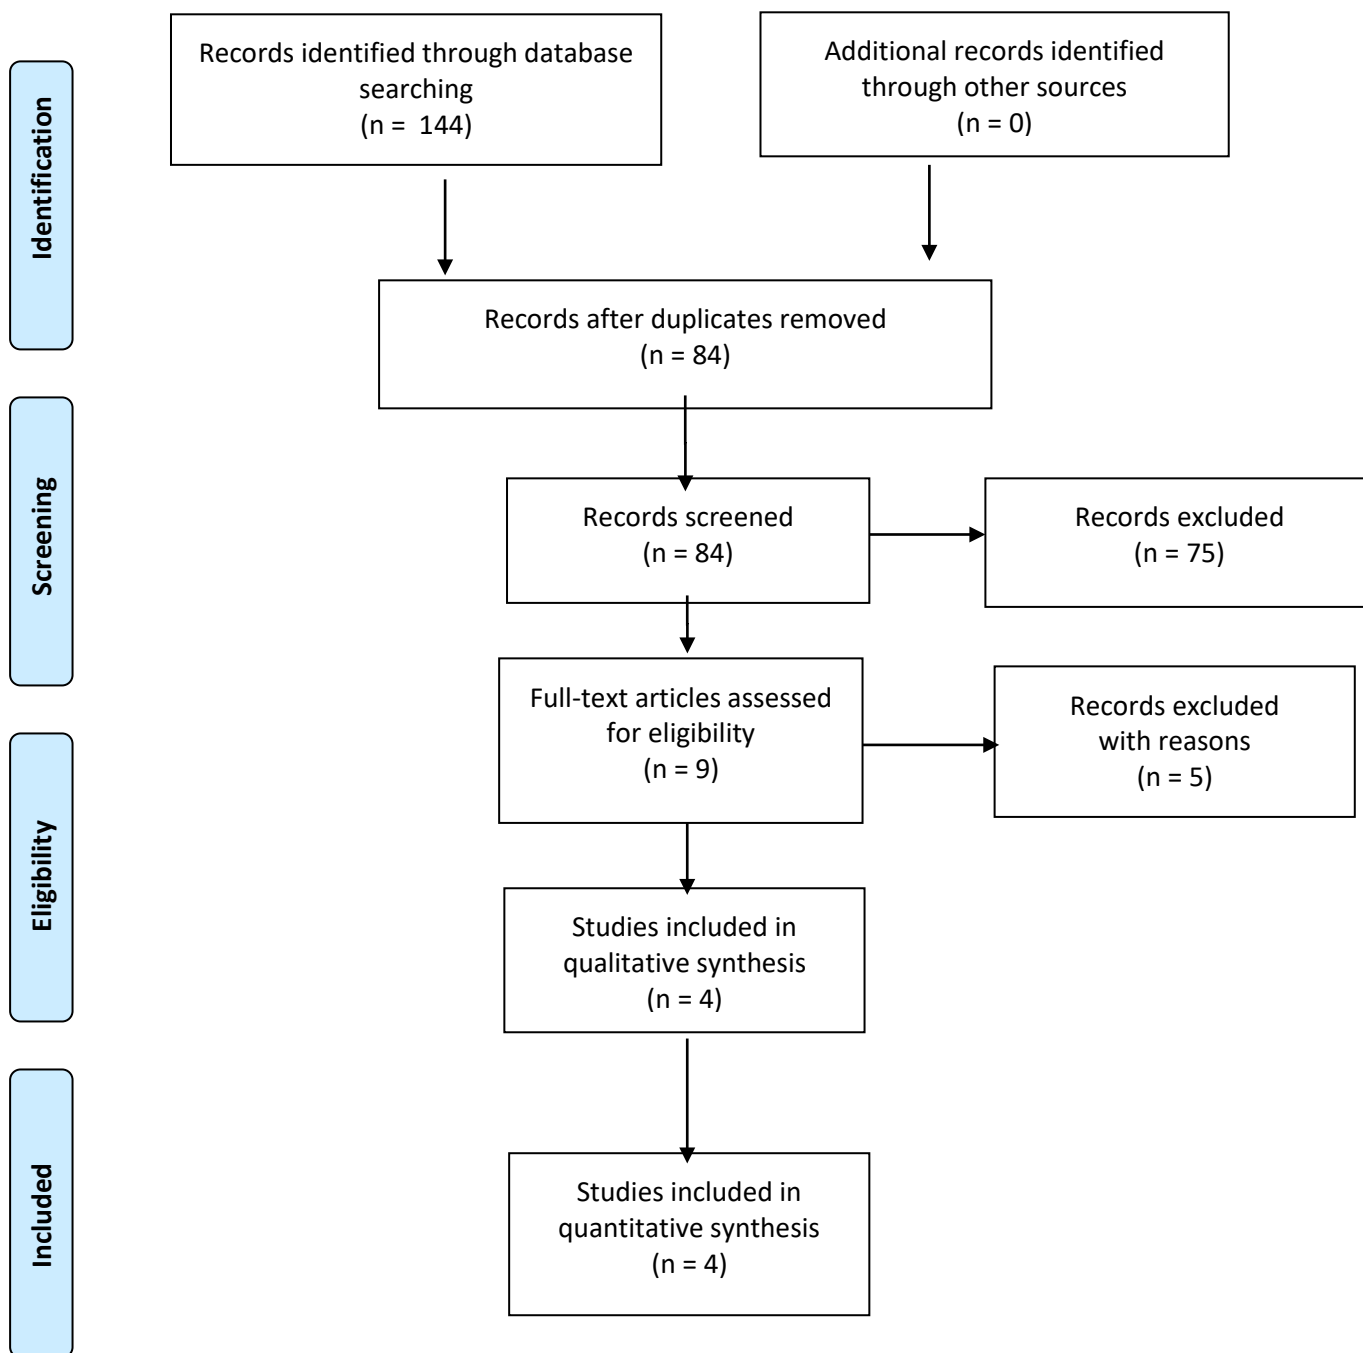 Identification
Records identified through database
searching
(n =  144)
Additional records identified
through other sources
(n = 0)
Records after duplicates removed
(n = 84)
Screening
Records screened
(n = 84)
Records excluded
(n = 75)
Eligibility
Full-text articles assessed
for eligibility
(n = 9)
Records excluded
with reasons
(n = 5)
Studies included in
qualitative synthesis
(n = 4)
Included
Studies included in
quantitative synthesis
(n = 4)